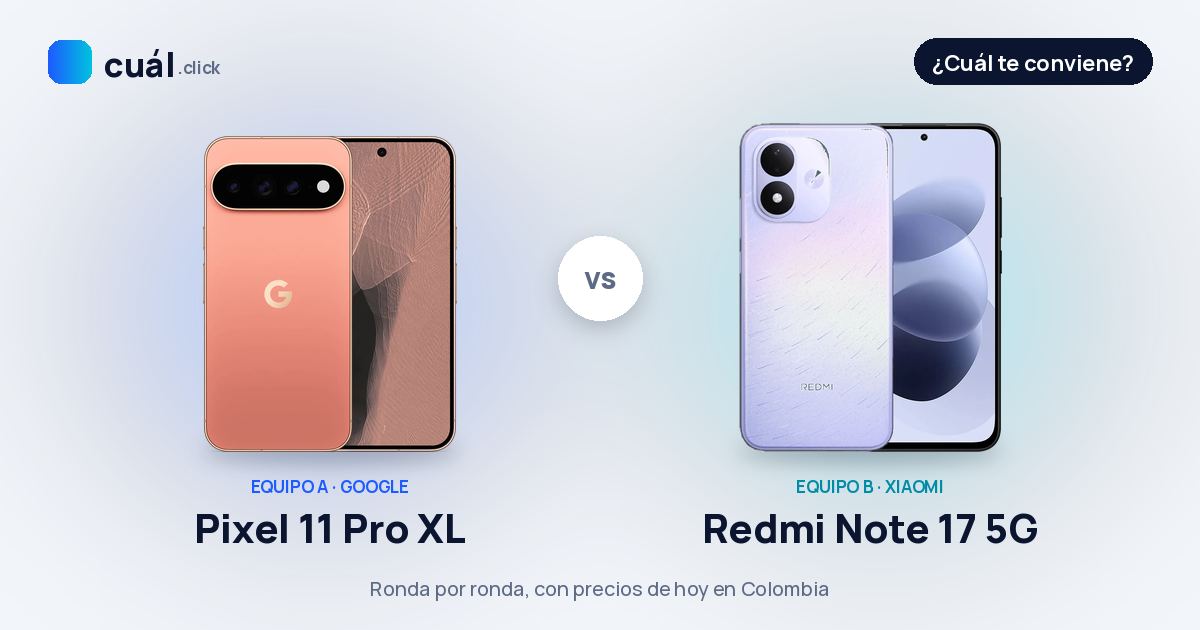 cuál.click
¿Cuál te conviene?
G
REDMI
VS
EQUIPO A · GOOGLE
EQUIPO B · XIAOMI
Pixel 11 Pro XL
Redmi Note 17 5G
Ronda por ronda, con precios de hoy en Colombia